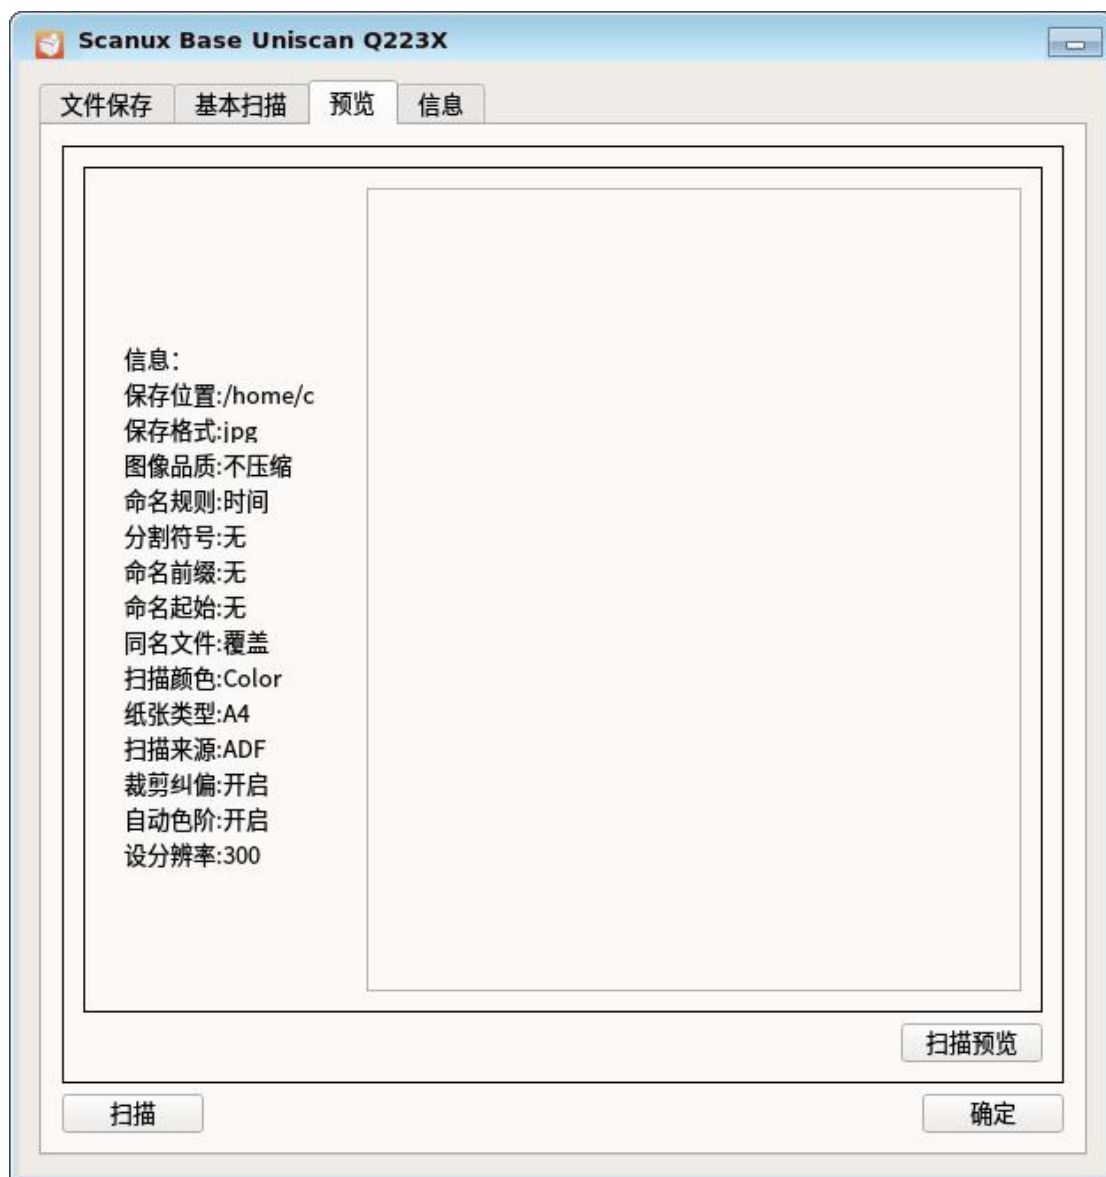 Scanux Base Uniscan Q223X
文件保存 基本扫描 预览 信息
信息:
保存位置:/home/c
保存格式:jpg
图像品质:不压缩
命名规则:时间
分割符号:无
命名前缀:无
命名起始:无
同名文件:覆盖
扫描颜色:Color
纸张类型:A4
扫描来源:ADF
裁剪纠偏:开启
自动色阶:开启
设分辨率:300
扫描预览
扫描 确定